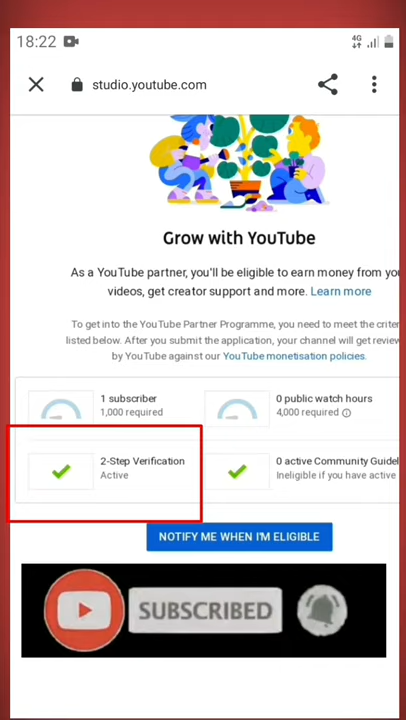 18:22
4G
studio.youtube.com
Grow with YouTube
As a YouTube partner, you'll be eligible to earn money from you
videos, get creator support and more. Learn more
To get into the YouTube Partner Programme, you need to meet the criter
listed below. After you submit the application, your channel will get review
by YouTube against our YouTube monetisation policies.
1 subscriber
1,000 required
0 public watch hours
4,000 required
2-Step Verification
Active
0 active Community Guidel
Ineligible if you have active
NOTIFY ME WHEN I'M ELIGIBLE
SUBSCRIBED